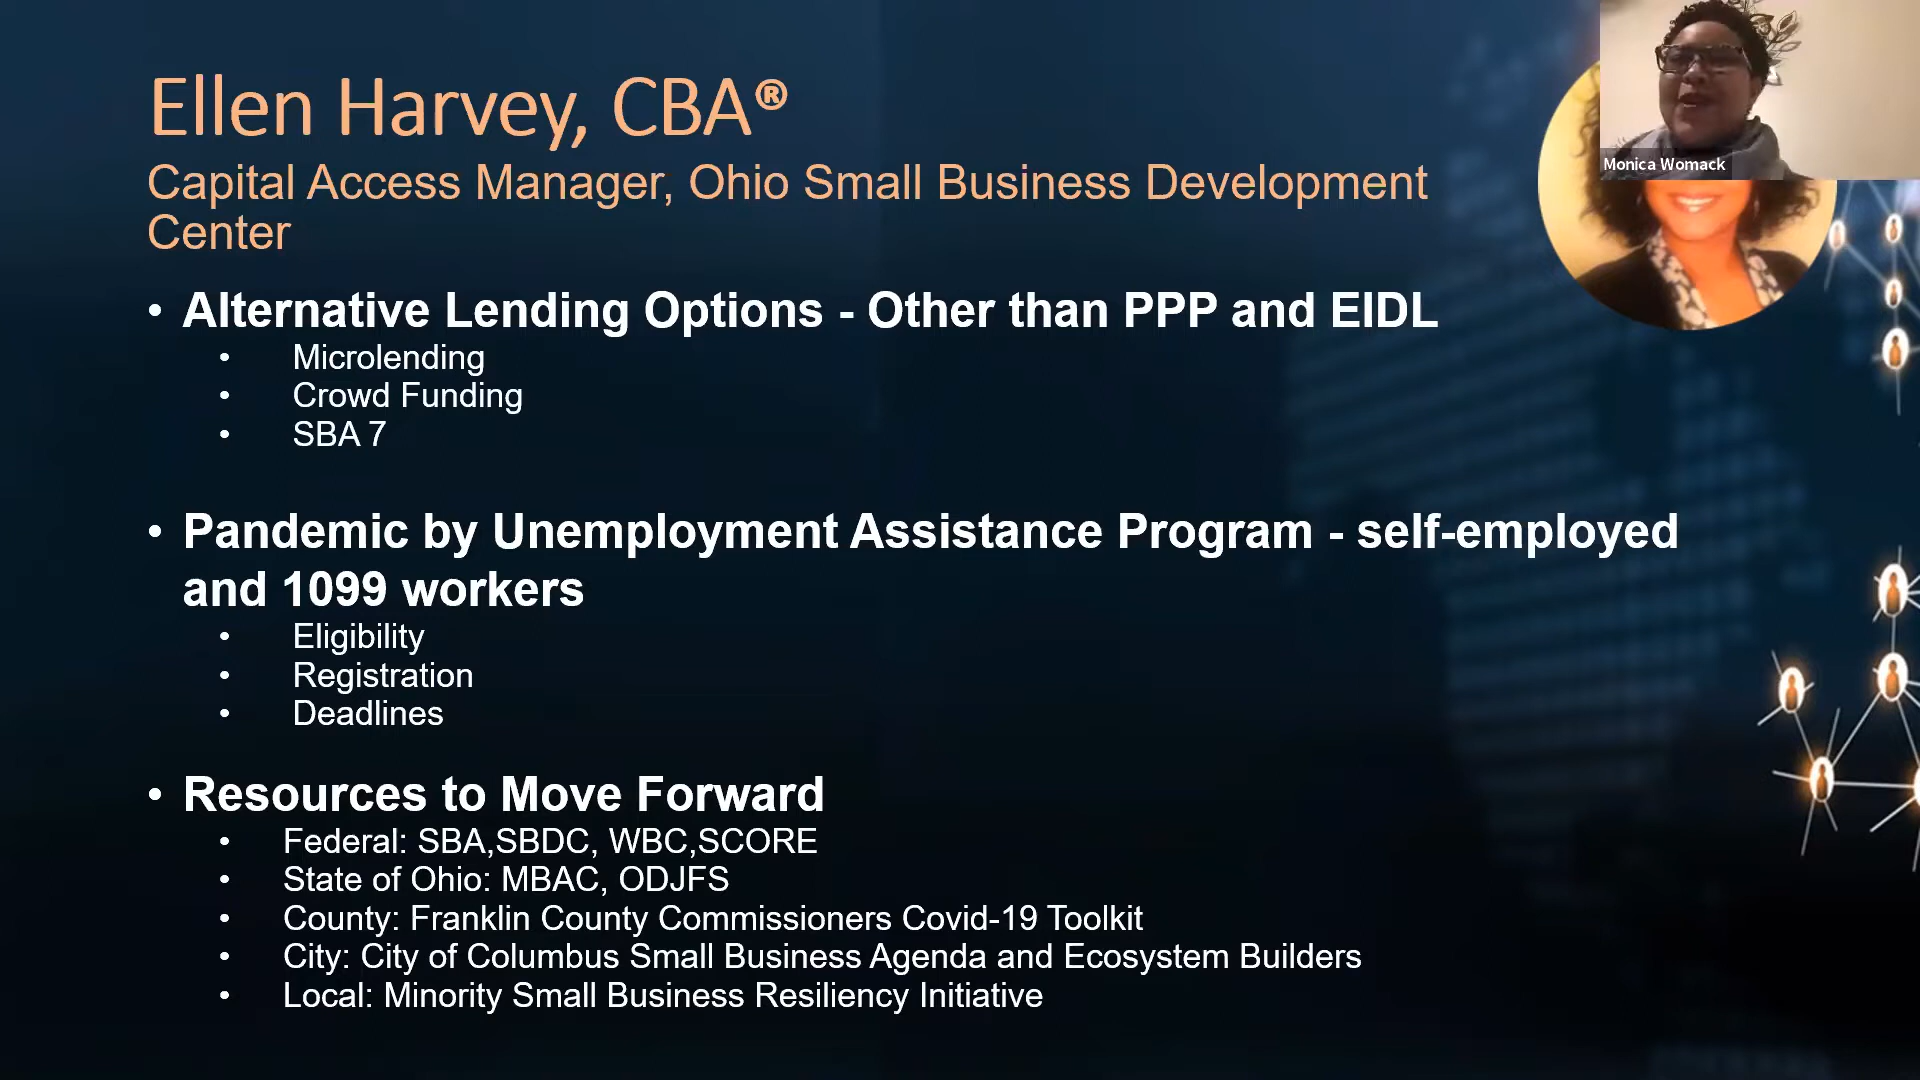 Ellen Harvey, CBA®
Capital Access Manager, Ohio Small Business Development
Center
Monica Womack
• Alternative Lending Options - Other than PPP and EIDL
• Microlending
• Crowd Funding
• SBA 7
• Pandemic by Unemployment Assistance Program - self-employed
and 1099 workers
• Eligibility
• Registration
• Deadlines
• Resources to Move Forward
• Federal: SBA,SBDC, WBC,SCORE
• State of Ohio: MBAC, ODJFS
• County: Franklin County Commissioners Covid-19 Toolkit
• City: City of Columbus Small Business Agenda and Ecosystem Builders
• Local: Minority Small Business Resiliency Initiative